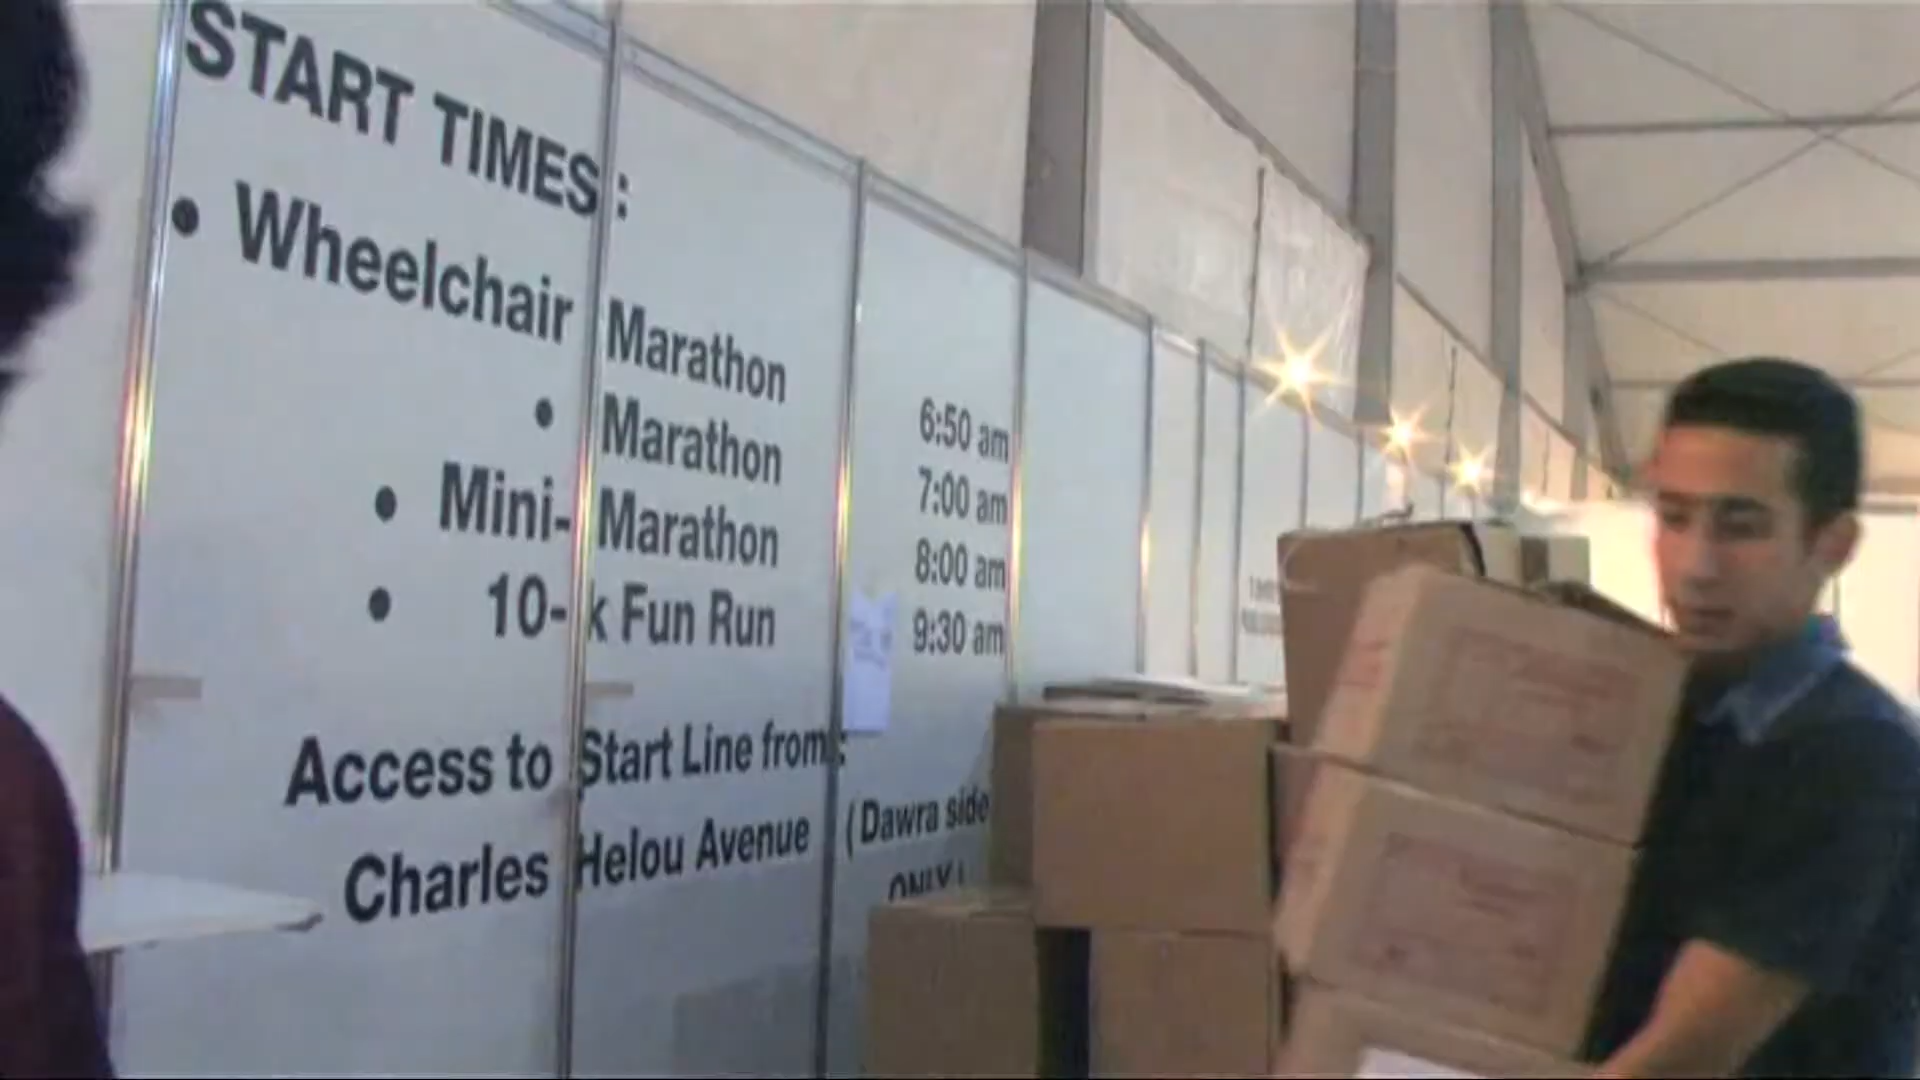 START TIMES :
• Wheelchair Marathon 6:50 am
• Marathon 7:00 am
• Mini- Marathon 8:00 am
• 10- k Fun Run 9:30 am
Access to Start Line from :
Charles Helou Avenue (Dawra side
ONLY)